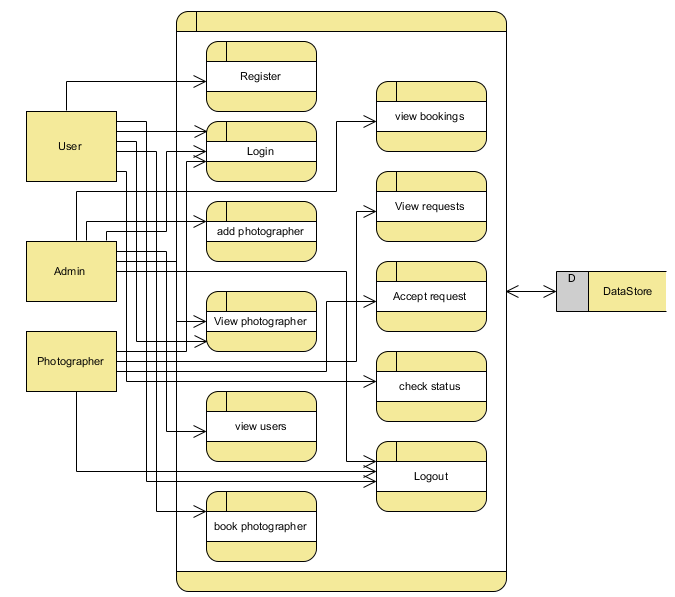 Register
User
Login
view bookings
add photographer
View requests
Admin
D
DataStore
View photographer
Accept request
Photographer
view users
check status
Logout
book photographer